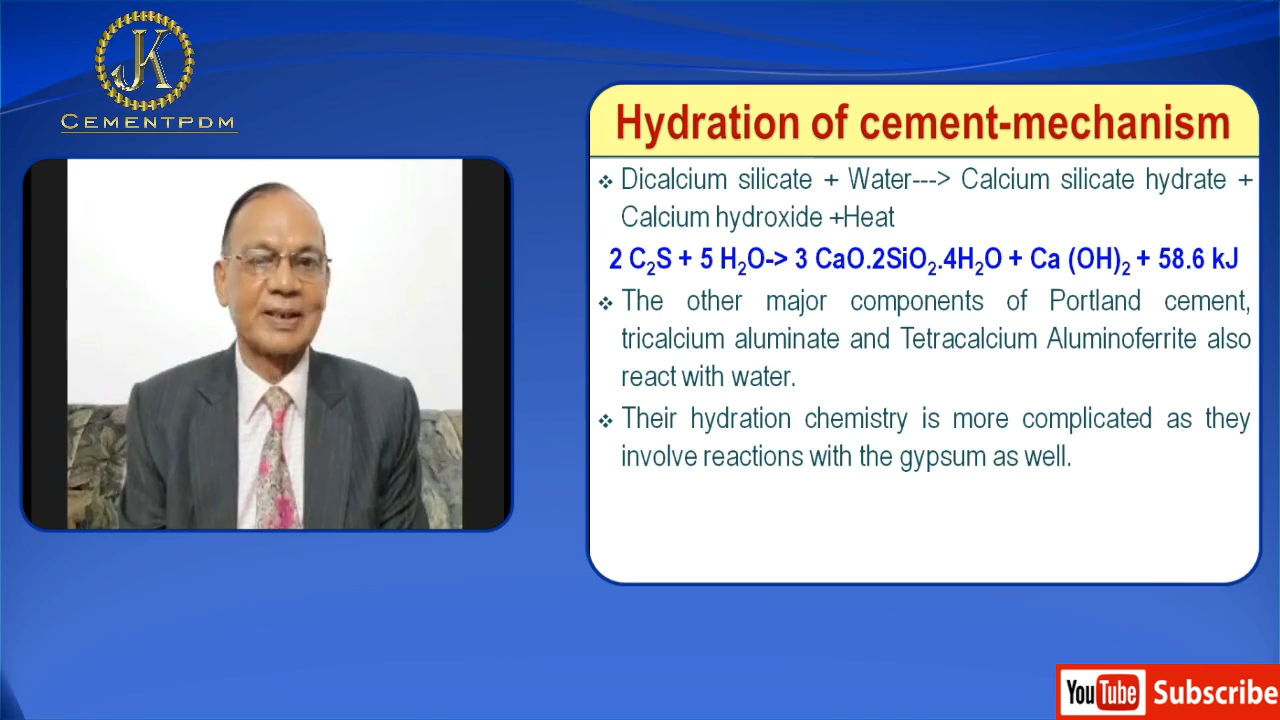 JK
CEMENTPDM
Hydration of cement-mechanism
❖ Dicalcium silicate + Water---> Calcium silicate hydrate +
Calcium hydroxide +Heat
2 C₂S + 5 H₂O-> 3 CaO.2SiO₂.4H₂O + Ca (OH)₂ + 58.6 kJ
❖ The other major components of Portland cement,
tricalcium aluminate and Tetracalcium Aluminoferrite also
react with water.
❖ Their hydration chemistry is more complicated as they
involve reactions with the gypsum as well.
YouTube Subscribe